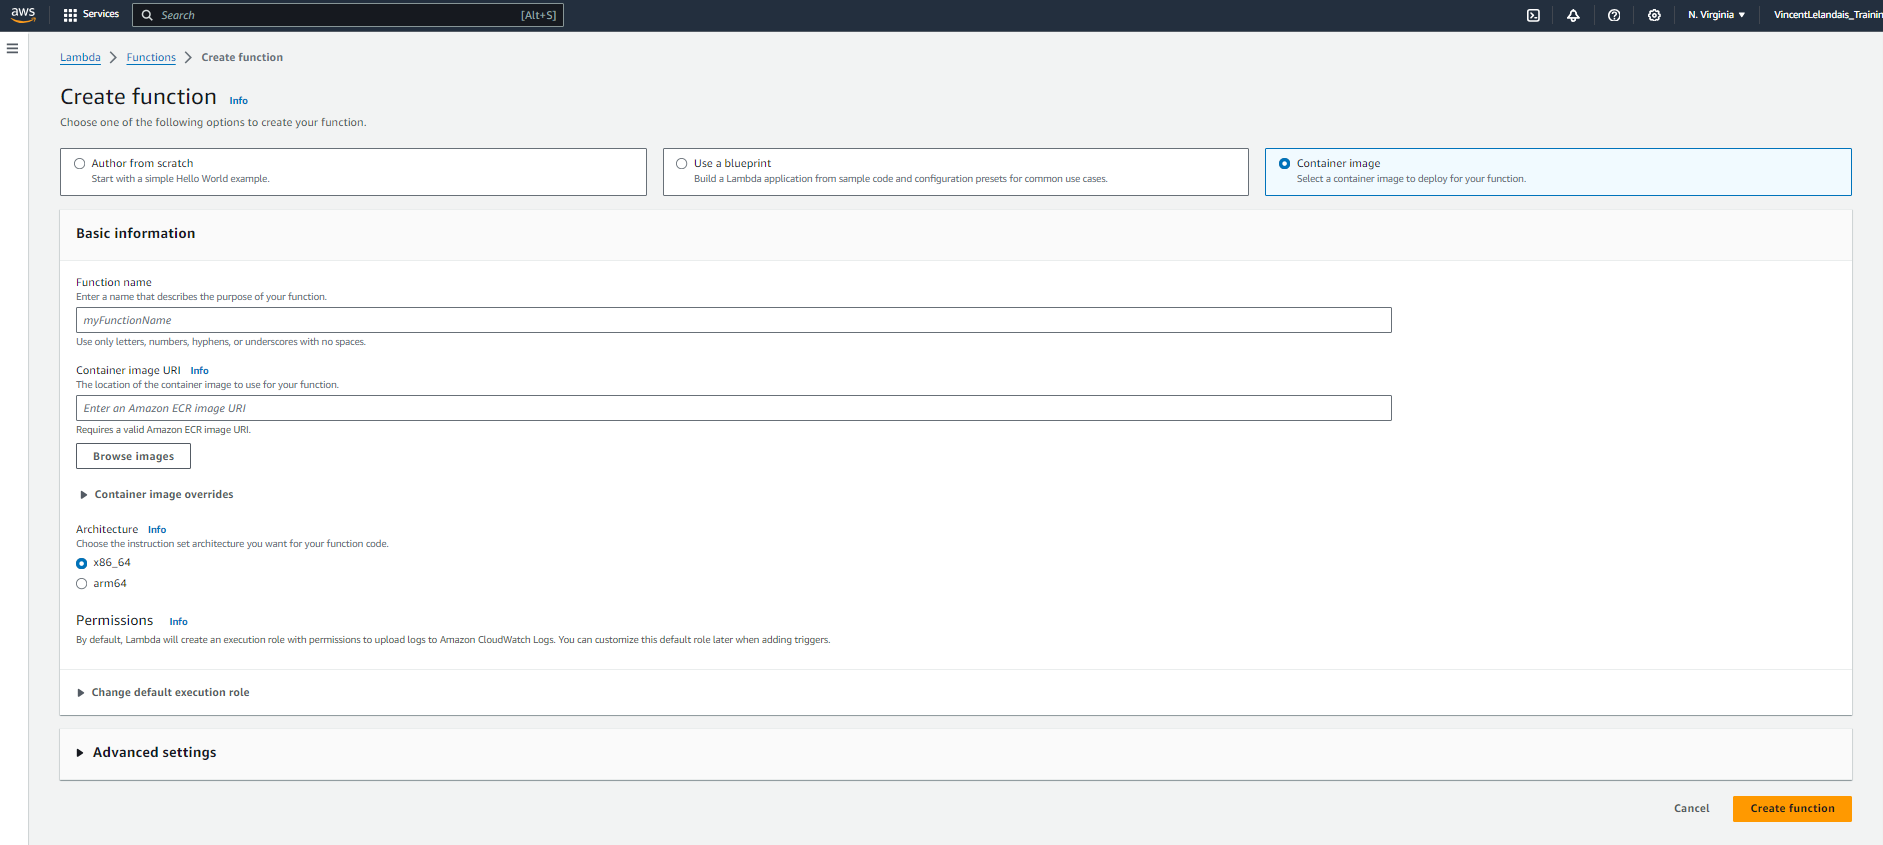 aws
Services
Search [Alt+S]
N. Virginia
VincentLelandais_Trainin
Lambda Functions Create function
Create function Info
Choose one of the following options to create your function.
Author from scratch
Start with a simple Hello World example.
Use a blueprint
Build a Lambda application from sample code and configuration presets for common use cases.
Container image
Select a container image to deploy for your function.
Basic information
Function name
Enter a name that describes the purpose of your function.
myFunctionName
Use only letters, numbers, hyphens, or underscores with no spaces.
Container image URI Info
The location of the container image to use for your function.
Enter an Amazon ECR image URI
Requires a valid Amazon ECR image URI.
Browse images
Container image overrides
Architecture Info
Choose the instruction set architecture you want for your function code.
x86_64
arm64
Permissions Info
By default, Lambda will create an execution role with permissions to upload logs to Amazon CloudWatch Logs. You can customize this default role later when adding triggers.
Change default execution role
Advanced settings
Cancel
Create function